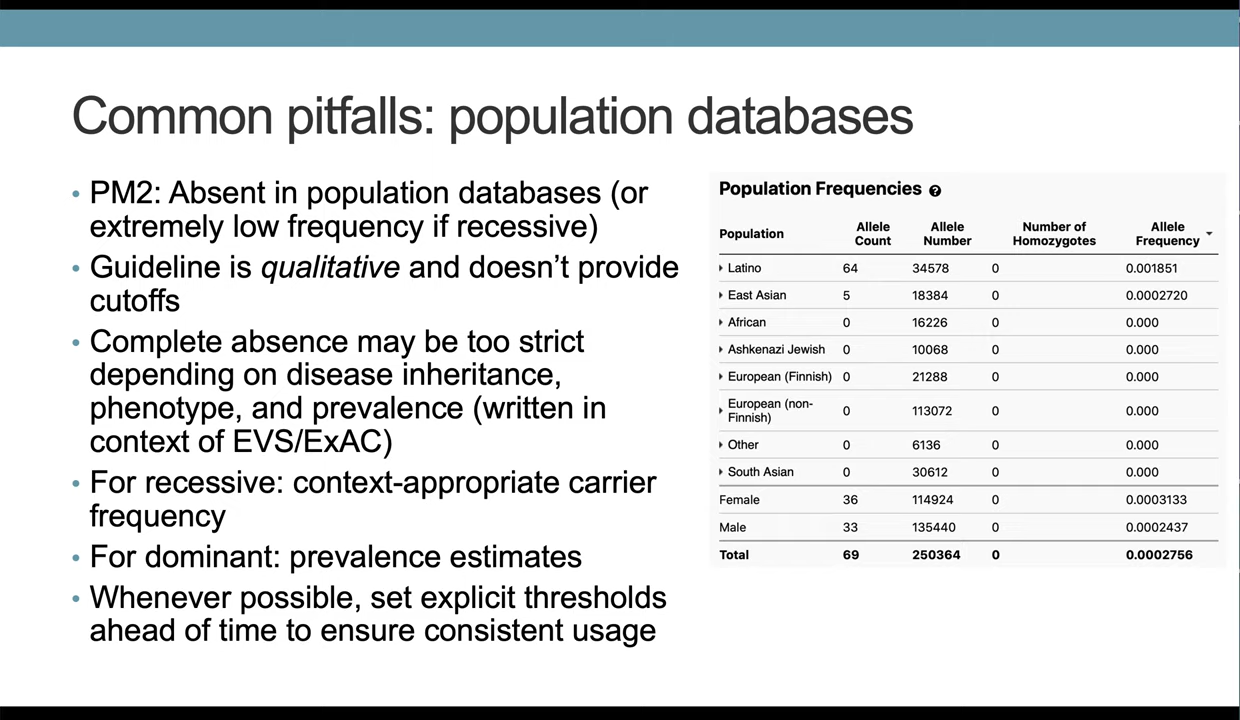 Common pitfalls: population databases
• PM2: Absent in population databases (or
extremely low frequency if recessive)
• Guideline is qualitative and doesn’t provide
cutoffs
• Complete absence may be too strict
depending on disease inheritance,
phenotype, and prevalence (written in
context of EVS/ExAC)
• For recessive: context-appropriate carrier
frequency
• For dominant: prevalence estimates
• Whenever possible, set explicit thresholds
ahead of time to ensure consistent usage
Population Frequencies ?
Population Allele Count Allele Number Number of Homozygotes Allele Frequency
Latino 64 34578 0 0.001851
East Asian 5 18384 0 0.0002720
African 0 16226 0 0.000
Ashkenazi Jewish 0 10068 0 0.000
European (Finnish) 0 21288 0 0.000
European (non-
Finnish) 0 113072 0 0.000
Other 0 6136 0 0.000
South Asian 0 30612 0 0.000
Female 36 114924 0 0.0003133
Male 33 135440 0 0.0002437
Total 69 250364 0 0.0002756